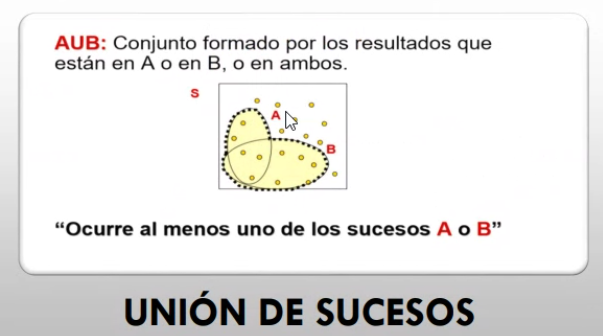 AUB: Conjunto formado por los resultados que
están en A o en B, o en ambos.
S
A
B
“Ocurre al menos uno de los sucesos A o B”
UNIÓN DE SUCESOS